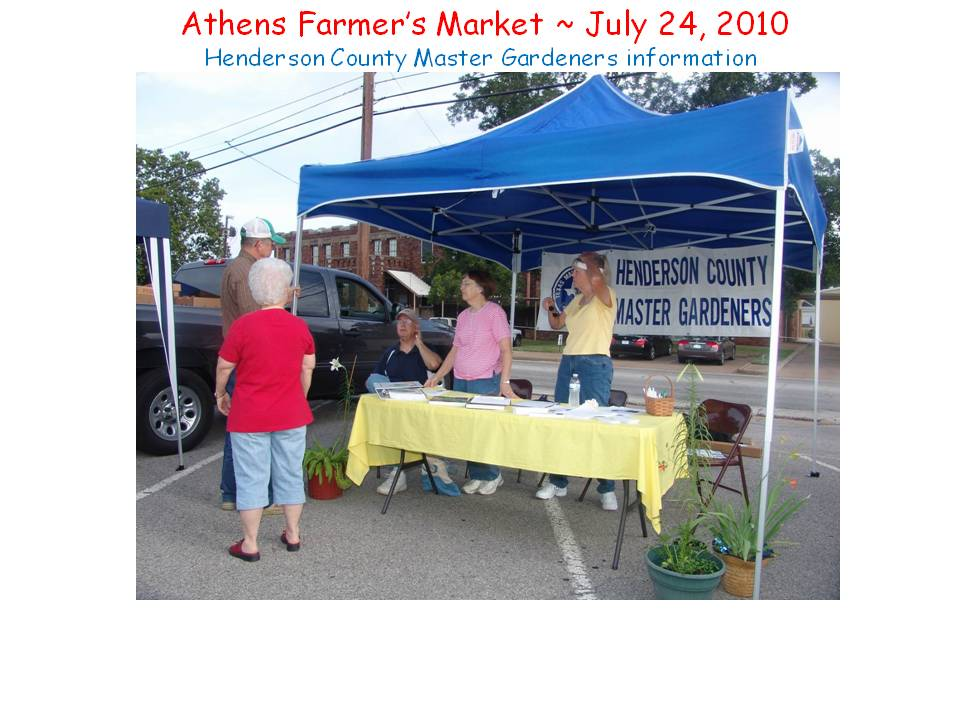 Athens Farmer's Market ~ July 24, 2010
Henderson County Master Gardeners information
HENDERSON COUNTY
MASTER GARDENERS